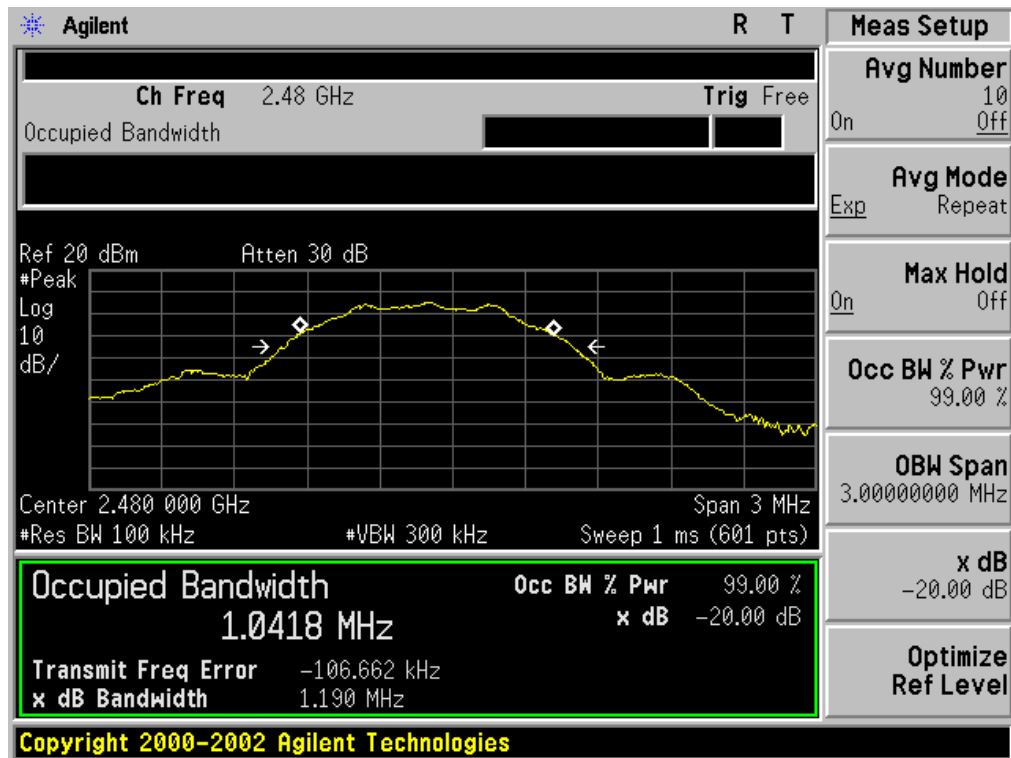 Agilent R T
Ch Freq 2.48 GHz Trig Free
Occupied Bandwidth
Ref 20 dBm Atten 30 dB
#Peak
Log
10
dB/
Center 2.480 000 GHz Span 3 MHz
#Res BW 100 kHz #VBW 300 kHz Sweep 1 ms (601 pts)
Occupied Bandwidth Occ BW % Pwr 99.00 %
1.0418 MHz x dB -20.00 dB
Transmit Freq Error -106.662 kHz
x dB Bandwidth 1.190 MHz
Copyright 2000-2002 Agilent Technologies
Meas Setup
Avg Number
10
On Off
Avg Mode
Exp Repeat
Max Hold
On Off
Occ BW % Pwr
99.00 %
OBW Span
3.00000000 MHz
x dB
-20.00 dB
Optimize
Ref Level